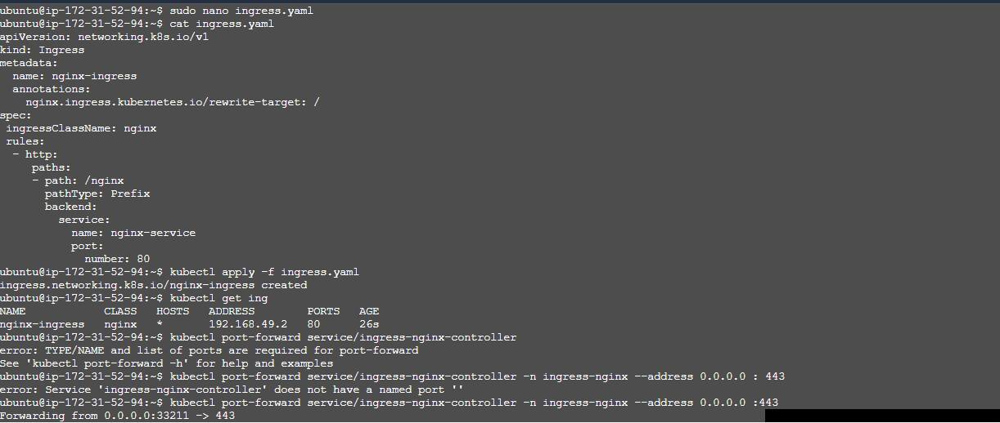 ubuntu@ip-172-31-52-94:~$ sudo nano ingress.yaml
ubuntu@ip-172-31-52-94:~$ cat ingress.yaml
apiVersion: networking.k8s.io/v1
kind: Ingress
metadata:
  name: nginx-ingress
  annotations:
    nginx.ingress.kubernetes.io/rewrite-target: /
spec:
 ingressClassName: nginx
 rules:
  - http:
     paths:
     - path: /nginx
       pathType: Prefix
       backend:
         service:
           name: nginx-service
           port:
             number: 80
ubuntu@ip-172-31-52-94:~$ kubectl apply -f ingress.yaml
ingress.networking.k8s.io/nginx-ingress created
ubuntu@ip-172-31-52-94:~$ kubectl get ing
NAME            CLASS   HOSTS   ADDRESS        PORTS   AGE
nginx-ingress   nginx   *       192.168.49.2   80      26s
ubuntu@ip-172-31-52-94:~$ kubectl port-forward service/ingress-nginx-controller
error: TYPE/NAME and list of ports are required for port-forward
See 'kubectl port-forward -h' for help and examples
ubuntu@ip-172-31-52-94:~$ kubectl port-forward service/ingress-nginx-controller -n ingress-nginx --address 0.0.0.0 : 443
error: Service 'ingress-nginx-controller' does not have a named port ''
ubuntu@ip-172-31-52-94:~$ kubectl port-forward service/ingress-nginx-controller -n ingress-nginx --address 0.0.0.0 :443
Forwarding from 0.0.0.0:33211 -> 443